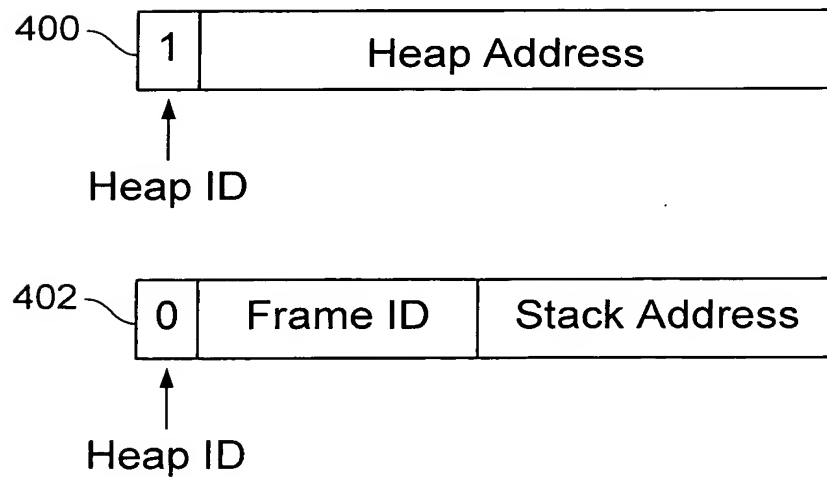 400 1 Heap Address
Heap ID
402 0 Frame ID Stack Address
Heap ID